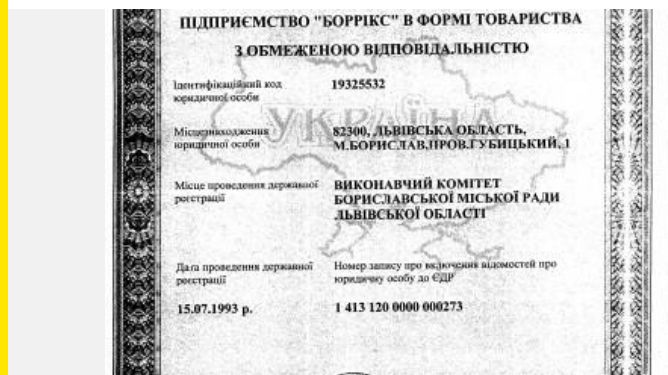 ПІДПРИЄМСТВО "БОРРІКС" В ФОРМІ ТОВАРИСТВА
З ОБМЕЖЕНОЮ ВІДПОВІДАЛЬНІСТЮ
Ідентифікаційний код
юридичної особи
19325532
Місцезнаходження
юридичної особи
82300, ЛЬВІВСЬКА ОБЛАСТЬ,
М.БОРИСЛАВ,ПРОВ.ГУБИЦЬКИЙ, 1
УКРАЇНА
Місце проведення державної
реєстрації
ВИКОНАВЧИЙ КОМІТЕТ
БОРИСЛАВСЬКОЇ МІСЬКОЇ РАДИ
ЛЬВІВСЬКОЇ ОБЛАСТІ
Дата проведення державної
реєстрації
Номер запису про включення відомостей про
юридичну особу до ЄДР
15.07.1993 р.
1 413 120 0000 000273